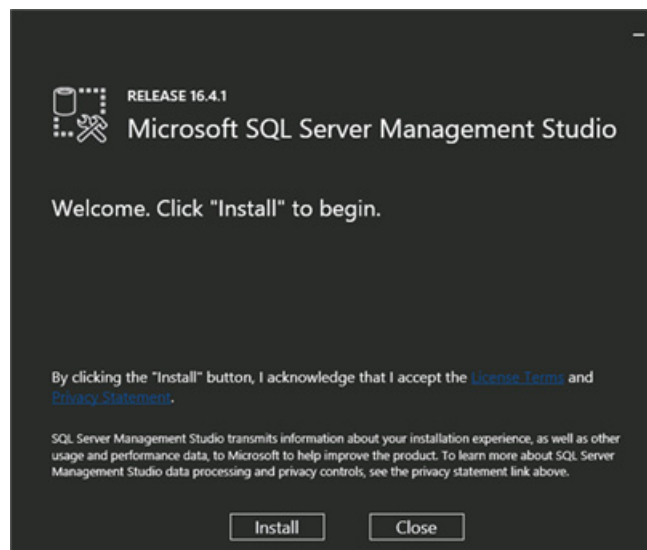 RELEASE 16.4.1
Microsoft SQL Server Management Studio
Welcome. Click "Install" to begin.
By clicking the "Install" button, I acknowledge that I accept the License Terms and
Privacy Statement.
SQL Server Management Studio transmits information about your installation experience, as well as other
usage and performance data, to Microsoft to help improve the product. To learn more about SQL Server
Management Studio data processing and privacy controls, see the privacy statement link above.
Install Close